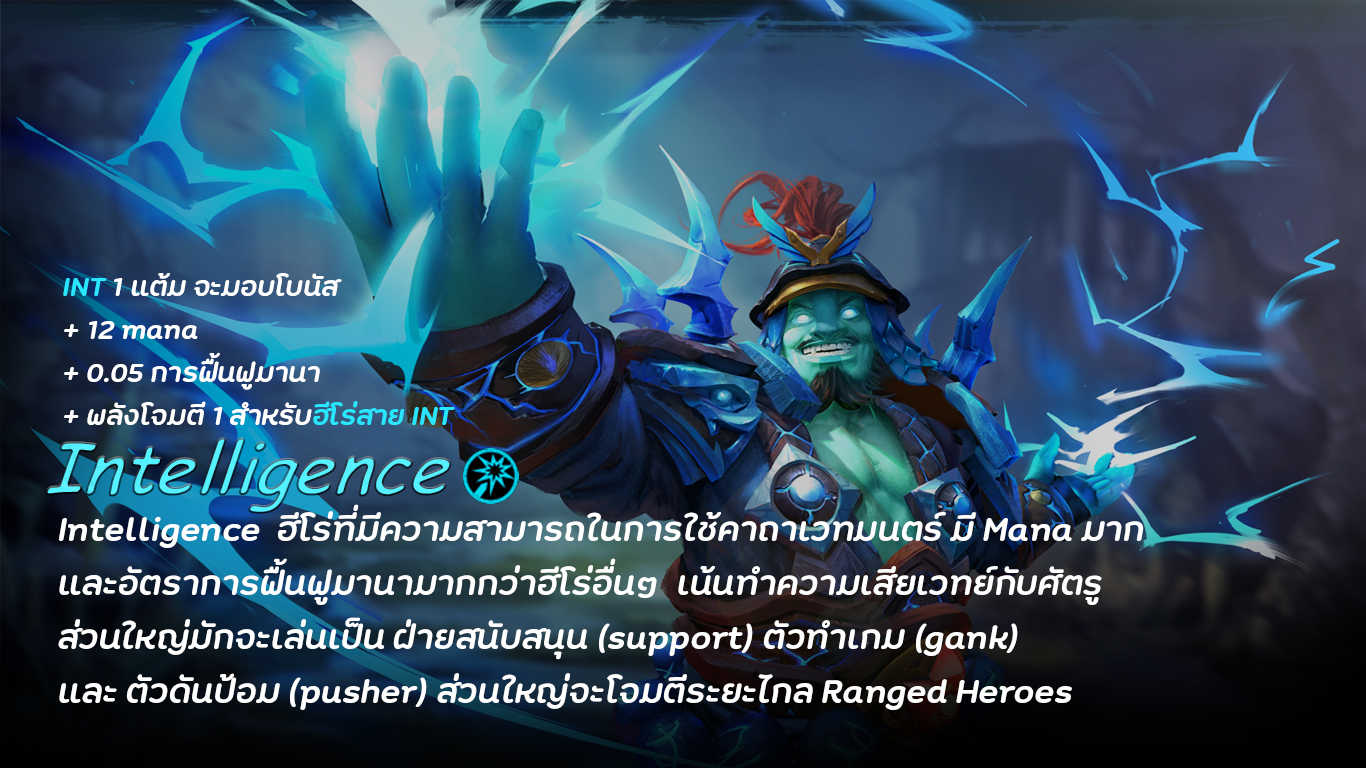 INT 1 แต้ม จะมอบโบนัส
+ 12 mana
+ 0.05 การฟื้นฟูมานา
+ พลังโจมตี 1 สำหรับฮีโร่สาย INT
Intelligence
Intelligence ฮีโร่ที่มีความสามารถในการใช้คาถาเวทมนตร์ มี Mana มาก
และอัตราการฟื้นฟูมานามากกว่าฮีโร่อื่นๆ เน้นทำความเสียเวทย์กับศัตรู
ส่วนใหญ่มักจะเล่นเป็น ฝ่ายสนับสนุน (support) ตัวทำเกม (gank)
และ ตัวดันป้อม (pusher) ส่วนใหญ่จะโจมตีระยะไกล Ranged Heroes